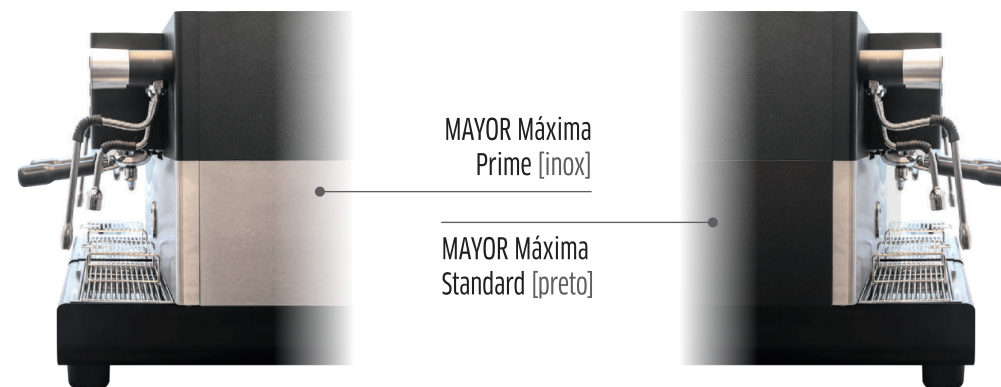 MAYOR Máxima
Prime [inox]
MAYOR Máxima
Standard [preto]